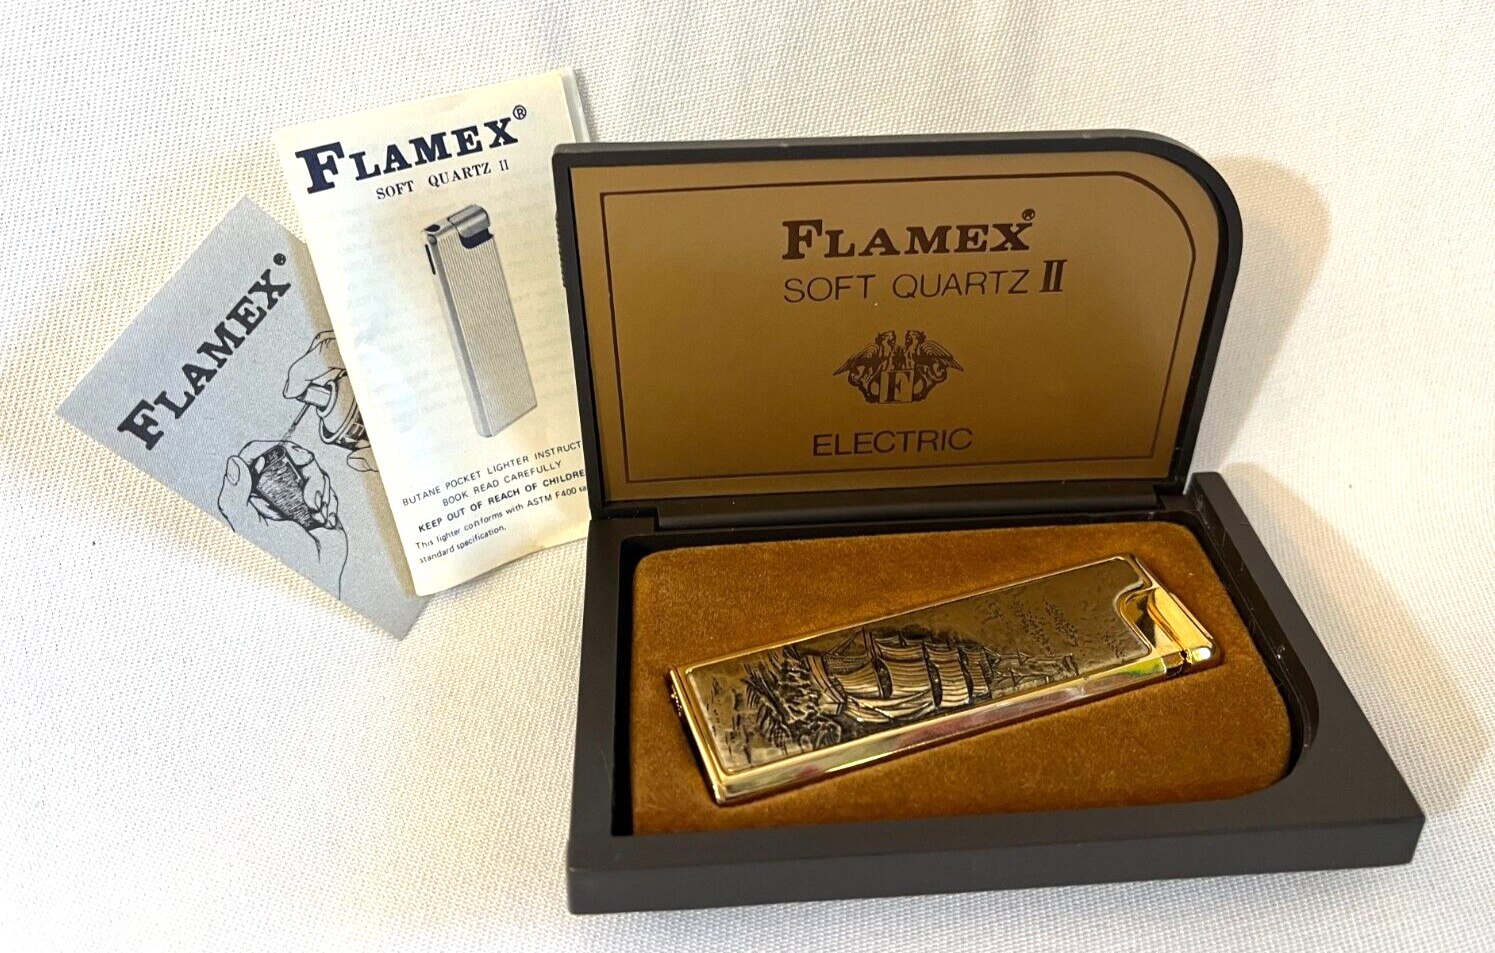 FLAMEX®
FLAMEX®
SOFT QUARTZ II
BUTANE POCKET LIGHTER INSTRUCT
BOOK READ CAREFULLY
KEEP OUT OF REACH OF CHILDRE
This lighter conforms with ASTM F400
standard specification.
FLAMEX®
SOFT QUARTZ II
F
ELECTRIC